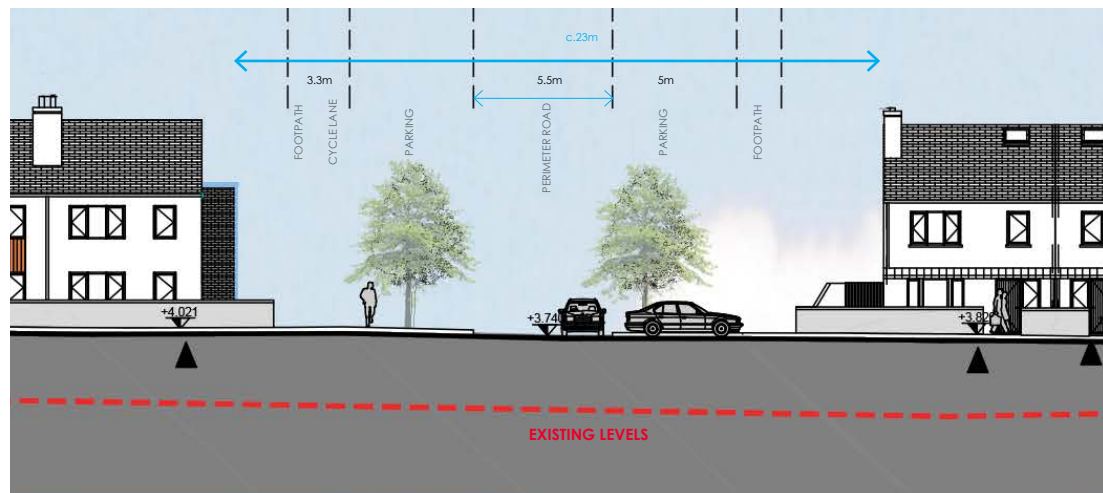 c.23m
3.3m
5.5m
5m
FOOTPATH
CYCLE LANE
PARKING
PERIMETER ROAD
PARKING
FOOTPATH
+4.021
+3.74
+3.82
EXISTING LEVELS